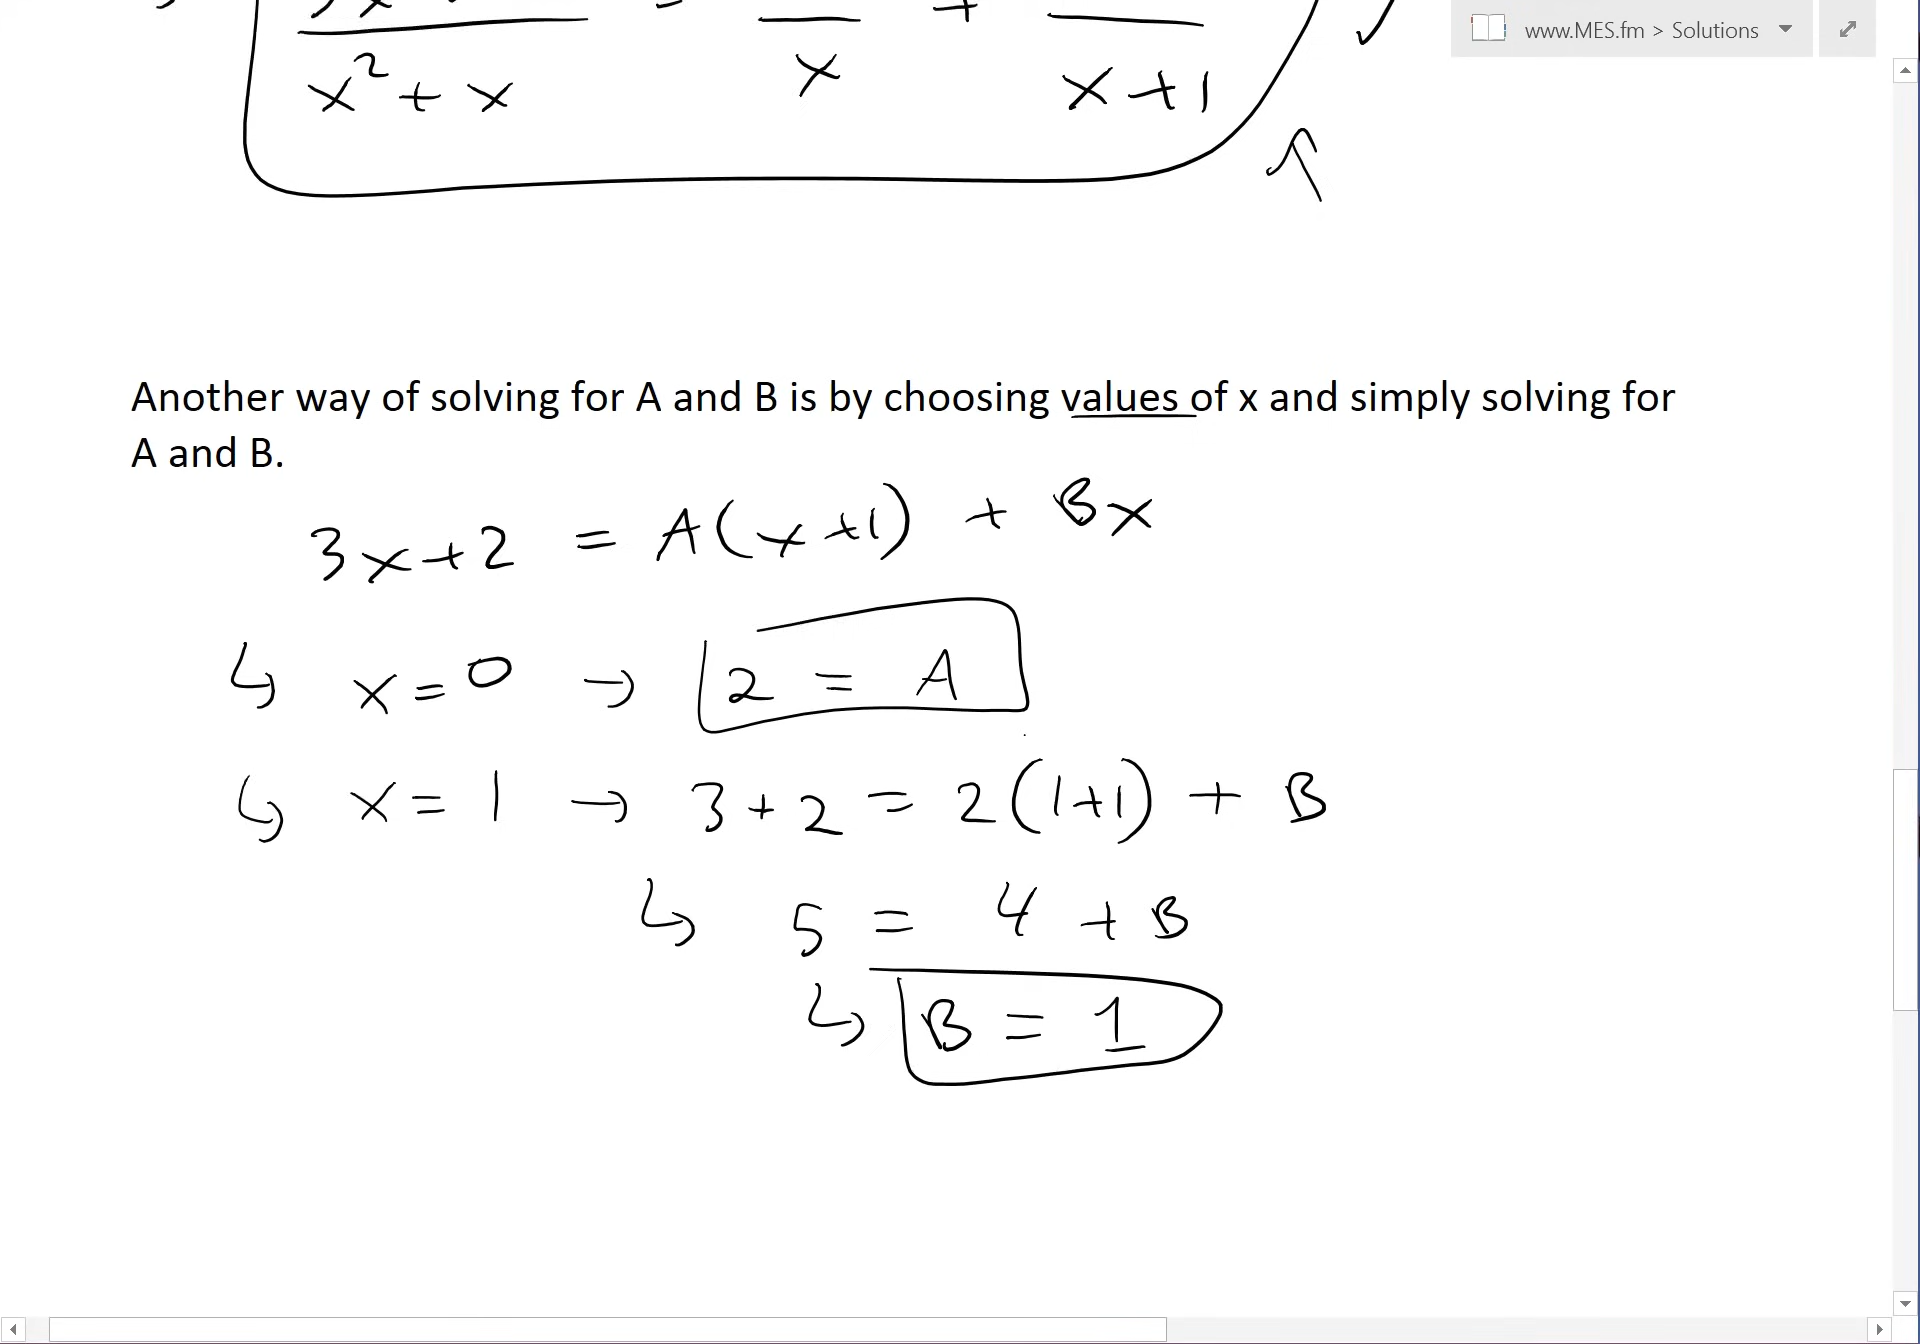 www.MES.fm > Solutions
x² + x x x+1
Another way of solving for A and B is by choosing values of x and simply solving for
A and B.
3x+2 = A(x+1) + Bx
↳ x=0 → 2 = A
↳ x=1 → 3+2 = 2(1+1) + B
↳ 5 = 4 + B
↳ B = 1